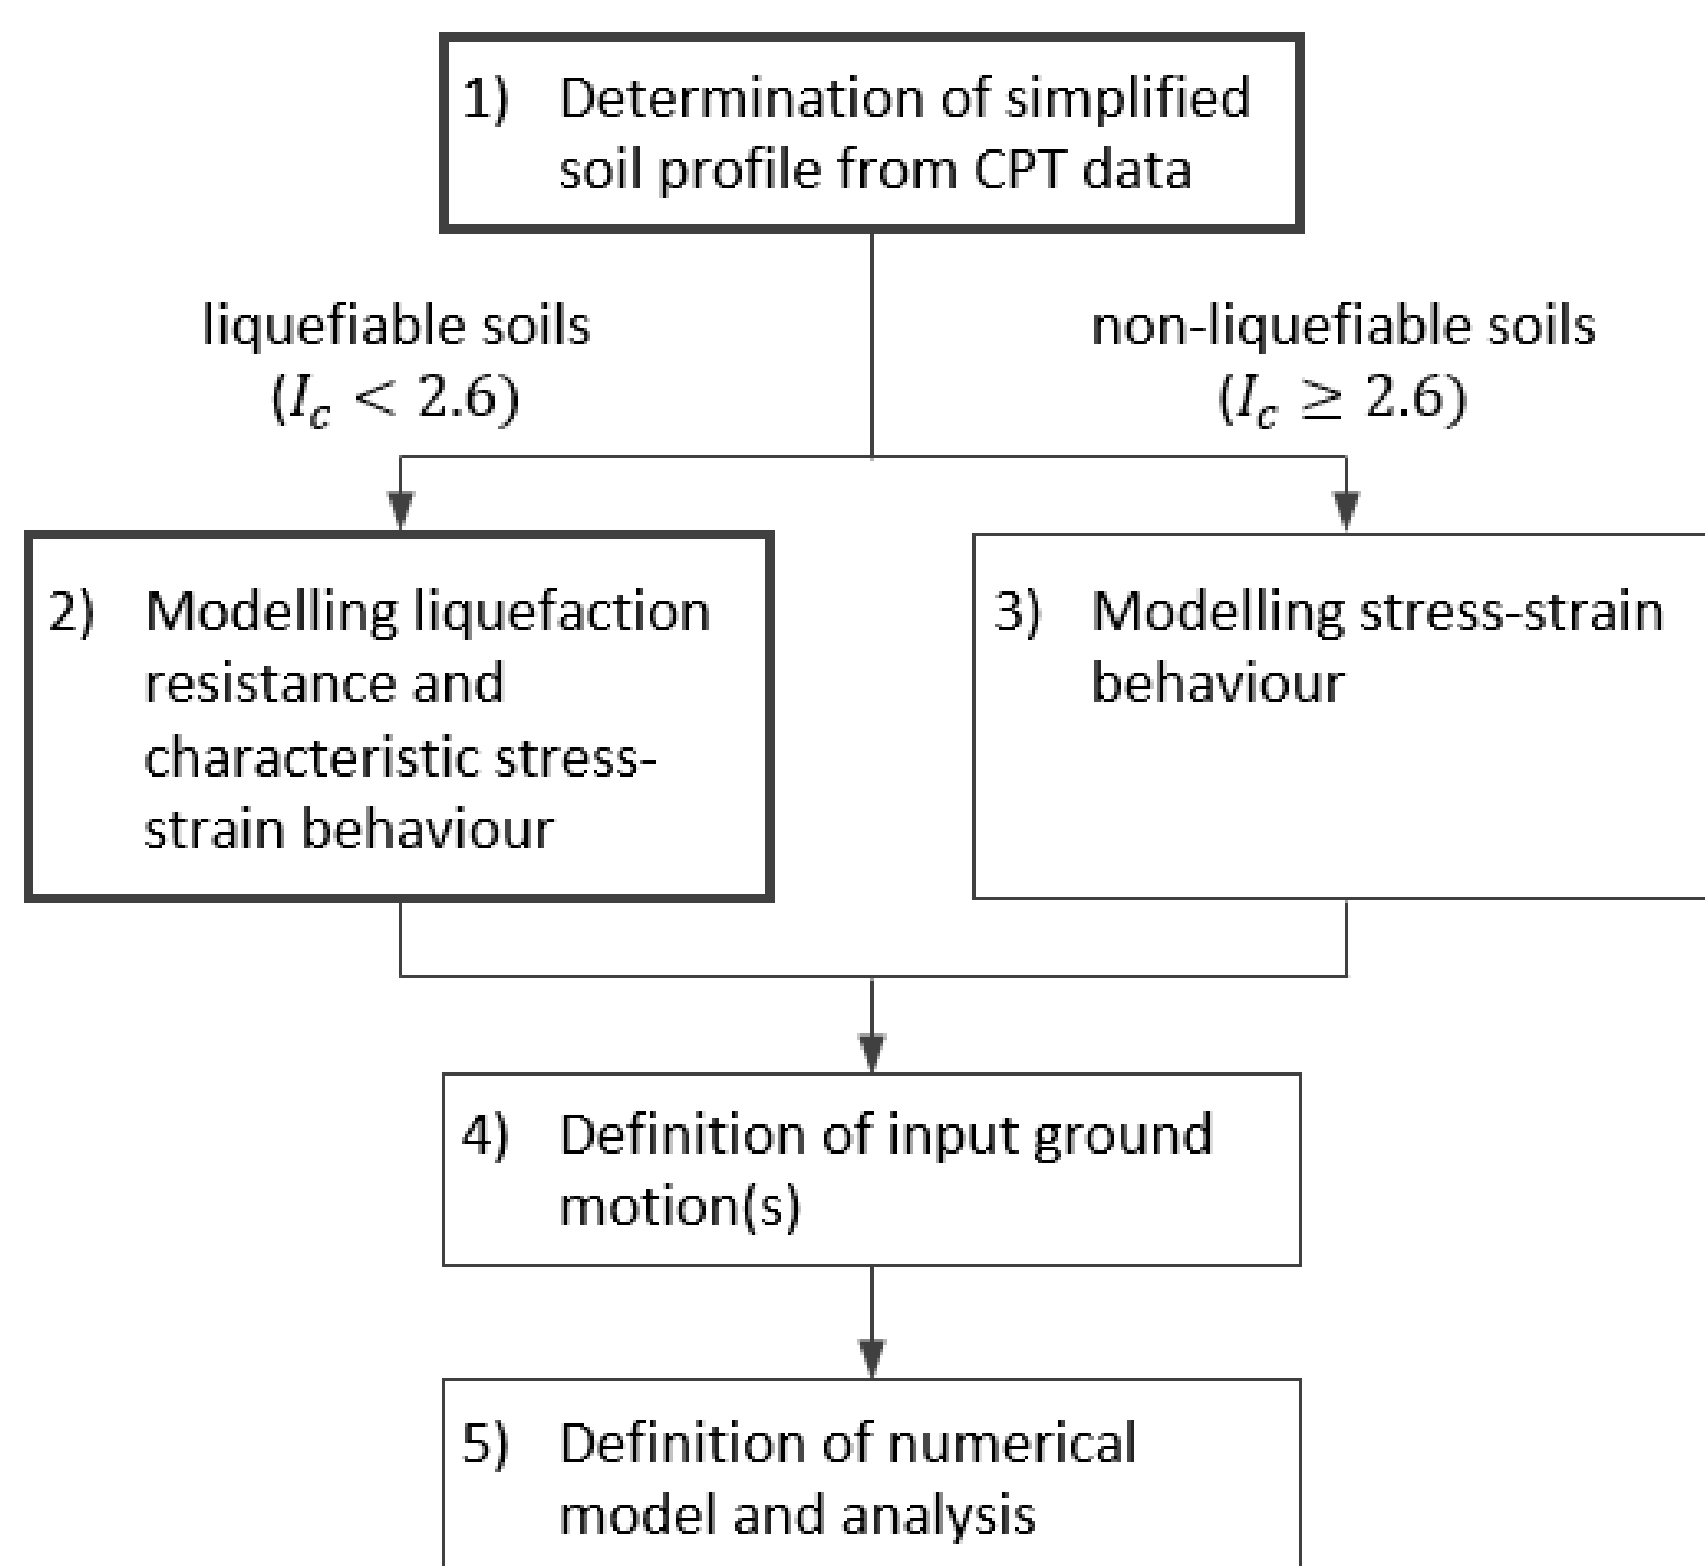 1) Determination of simplified
soil profile from CPT data
liquefiable soils
(I_c < 2.6)
non-liquefiable soils
(I_c ≥ 2.6)
2) Modelling liquefaction
resistance and
characteristic stress-
strain behaviour
3) Modelling stress-strain
behaviour
4) Definition of input ground
motion(s)
5) Definition of numerical
model and analysis